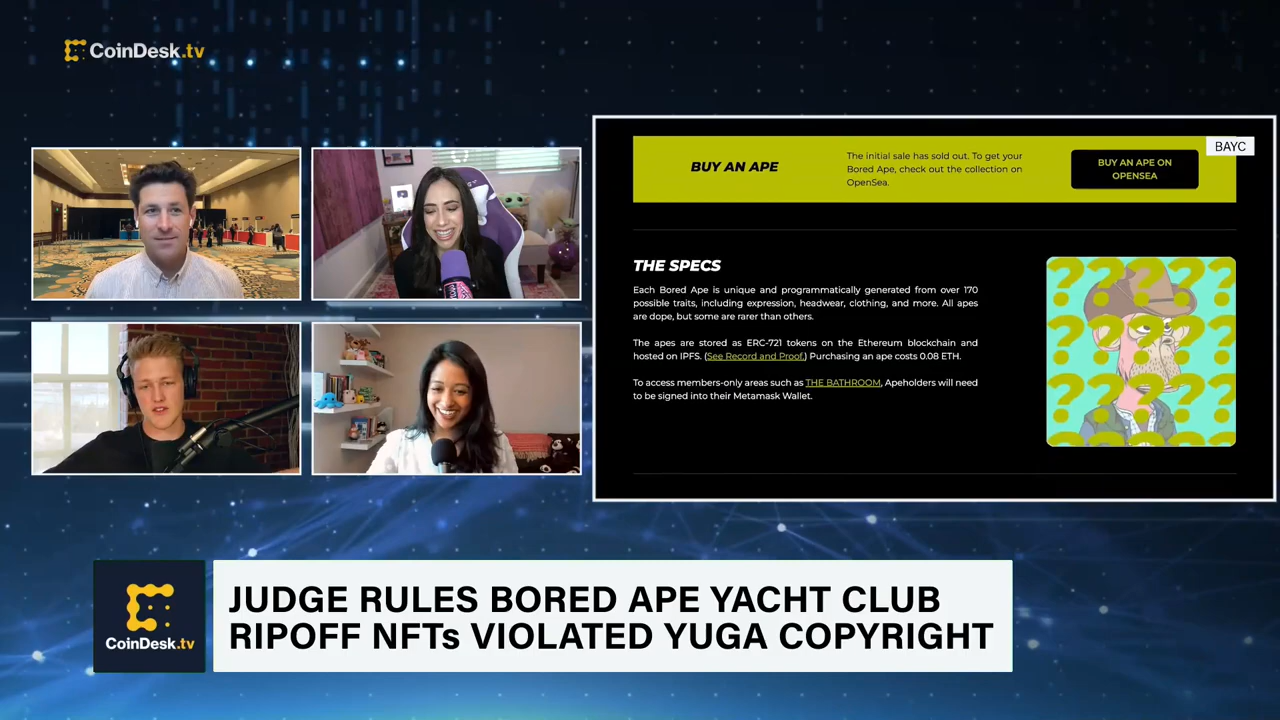 CoinDesk.tv
BAYC
BUY AN APE
The initial sale has sold out. To get your
Bored Ape, check out the collection on
OpenSea.
BUY AN APE ON
OPENSEA
THE SPECS
Each Bored Ape is unique and programmatically generated from over 170
possible traits, including expression, headwear, clothing, and more. All apes
are dope, but some are rarer than others.
The apes are stored as ERC-721 tokens on the Ethereum blockchain and
hosted on IPFS. (See Record and Proof.) Purchasing an ape costs 0.08 ETH.
To access members-only areas such as THE BATHROOM, Apeholders will need
to be signed into their Metamask Wallet.
? ? ? ? ?
? ? ? ? ?
? ? ? ? ?
? ? ? ? ?
CoinDesk.tv
JUDGE RULES BORED APE YACHT CLUB
RIPOFF NFTs VIOLATED YUGA COPYRIGHT